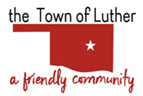 the Town of Luther
a friendly community